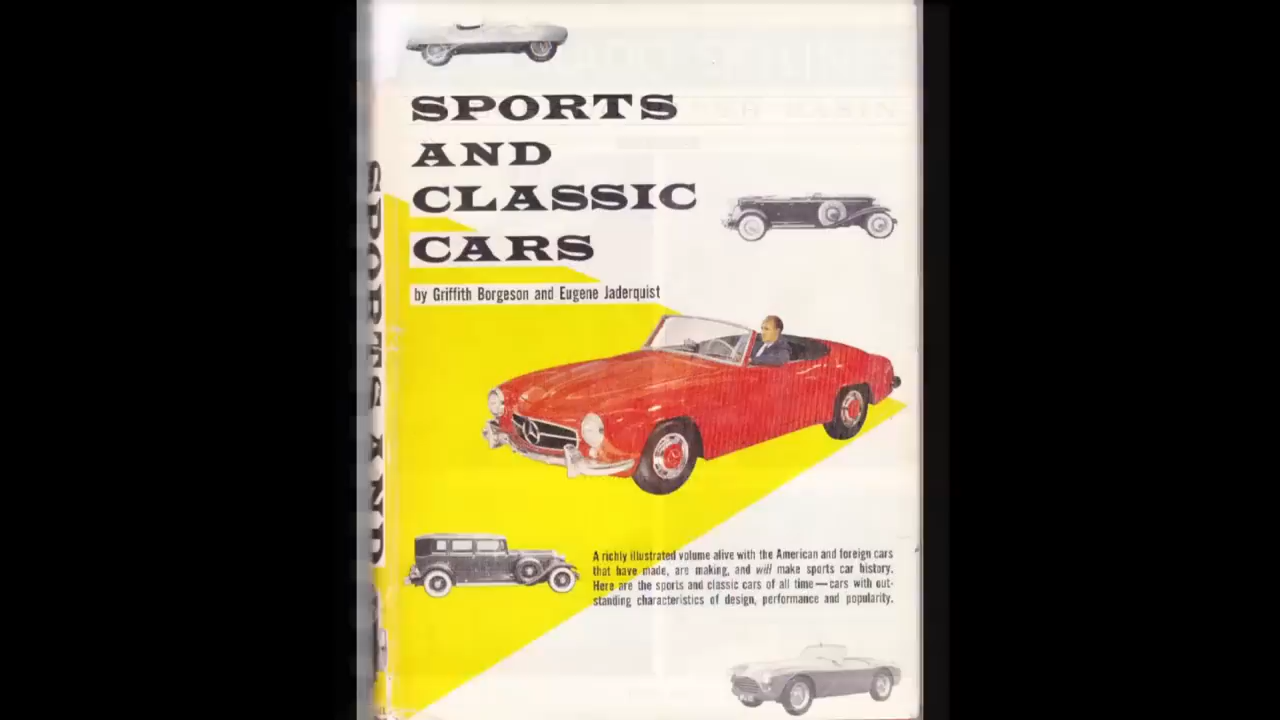 SPORTS
AND
CLASSIC
CARS
by Griffith Borgeson and Eugene Jaderquist
A richly illustrated volume alive with the American and foreign cars
that have made, are making, and will make sports car history.
Here are the sports and classic cars of all time—cars with out-
standing characteristics of design, performance and popularity.
SPORTS AND